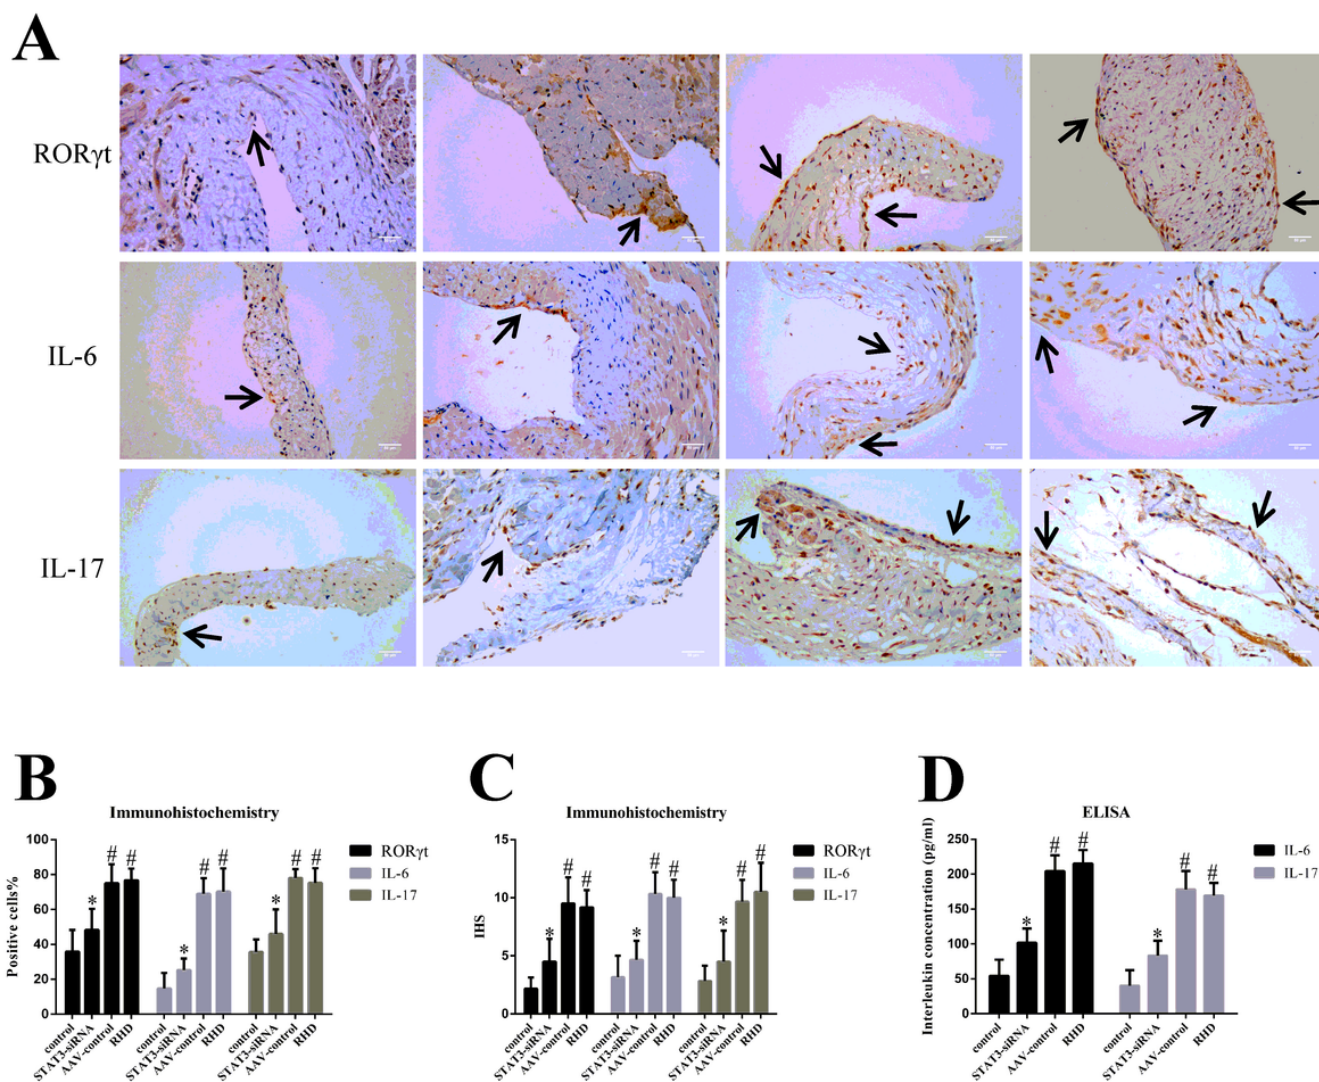 A
RORγt
IL-6
IL-17
B
Immunohistochemistry
Positive cells%
100
80
60
40
20
0
# # # # # #
* * *
control
STAT3-siRNA
AAV-control
RHD
control
STAT3-siRNA
AAV-control
RHD
control
STAT3-siRNA
AAV-control
RHD
RORγt
IL-6
IL-17
C
Immunohistochemistry
IHS
15
10
5
0
# # # # # #
* * *
control
STAT3-siRNA
AAV-control
RHD
control
STAT3-siRNA
AAV-control
RHD
control
STAT3-siRNA
AAV-control
RHD
RORγt
IL-6
IL-17
D
ELISA
Interleukin concentration (pg/ml)
250
200
150
100
50
0
# # # #
* *
control
STAT3-siRNA
AAV-control
RHD
control
STAT3-siRNA
AAV-control
RHD
IL-6
IL-17